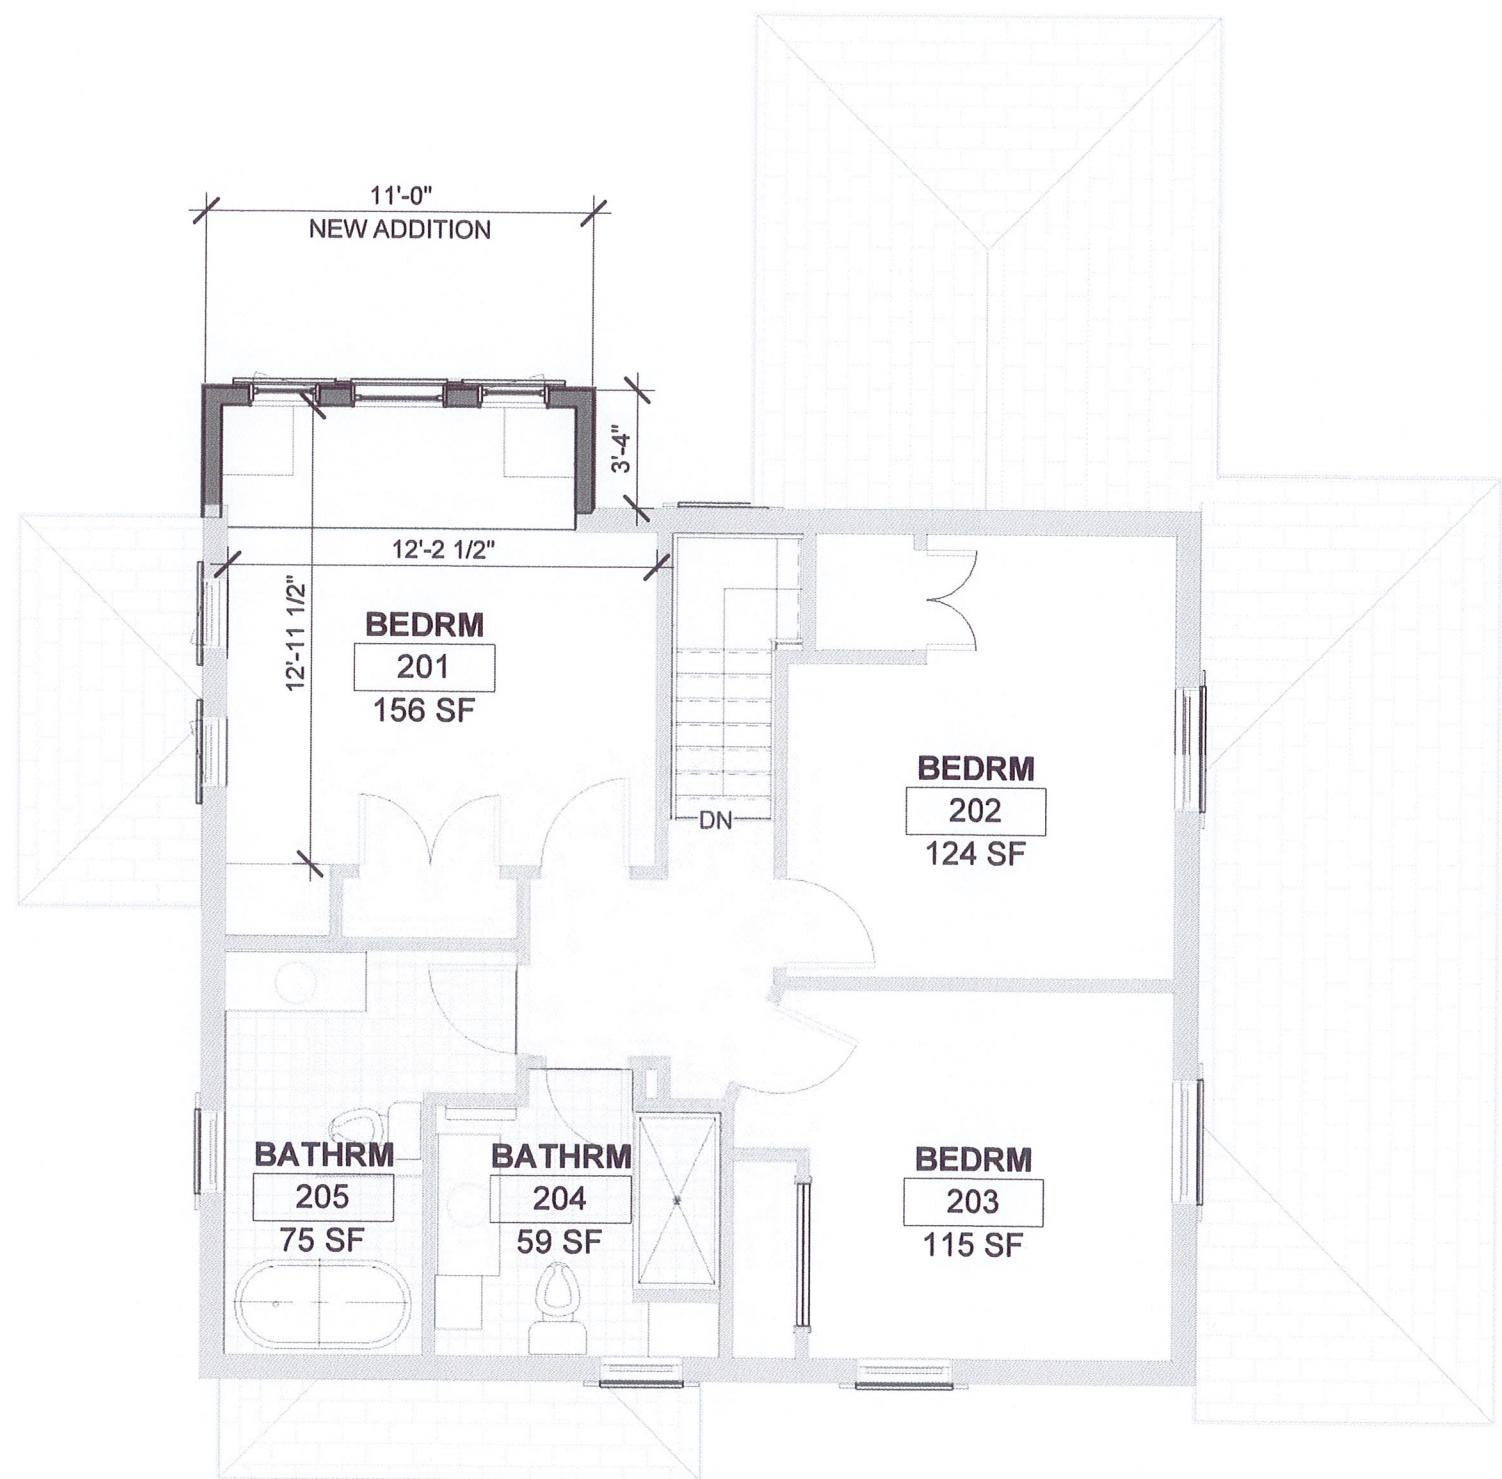 11'-0"
NEW ADDITION
3'-4"
12'-2 1/2"
12'-11 1/2"
BEDRM
201
156 SF
DN
BEDRM
202
124 SF
BATHRM
205
75 SF
BATHRM
204
59 SF
BEDRM
203
115 SF